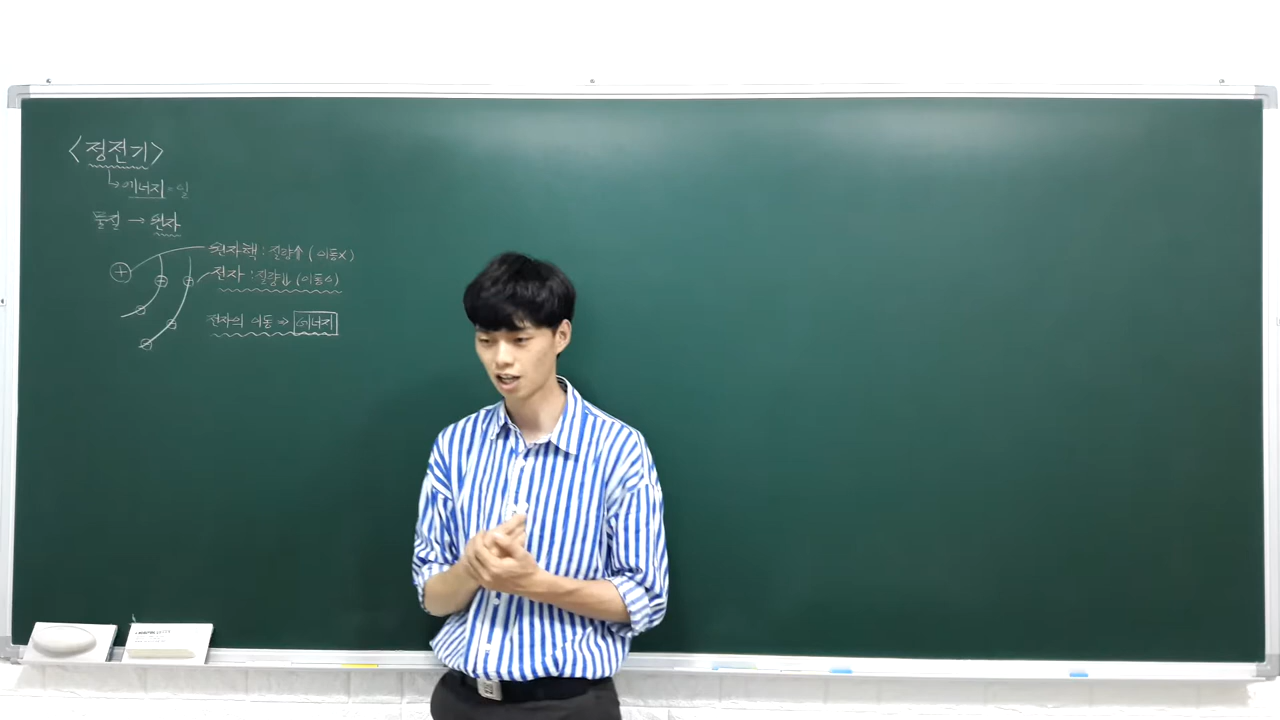 <정전기>
↳ 에너지 = 일
물질 → 원자
원자핵 : 질량↑ (이동X)
전자 : 질량↓ (이동O)
전자의 이동 ⇒ 에너지